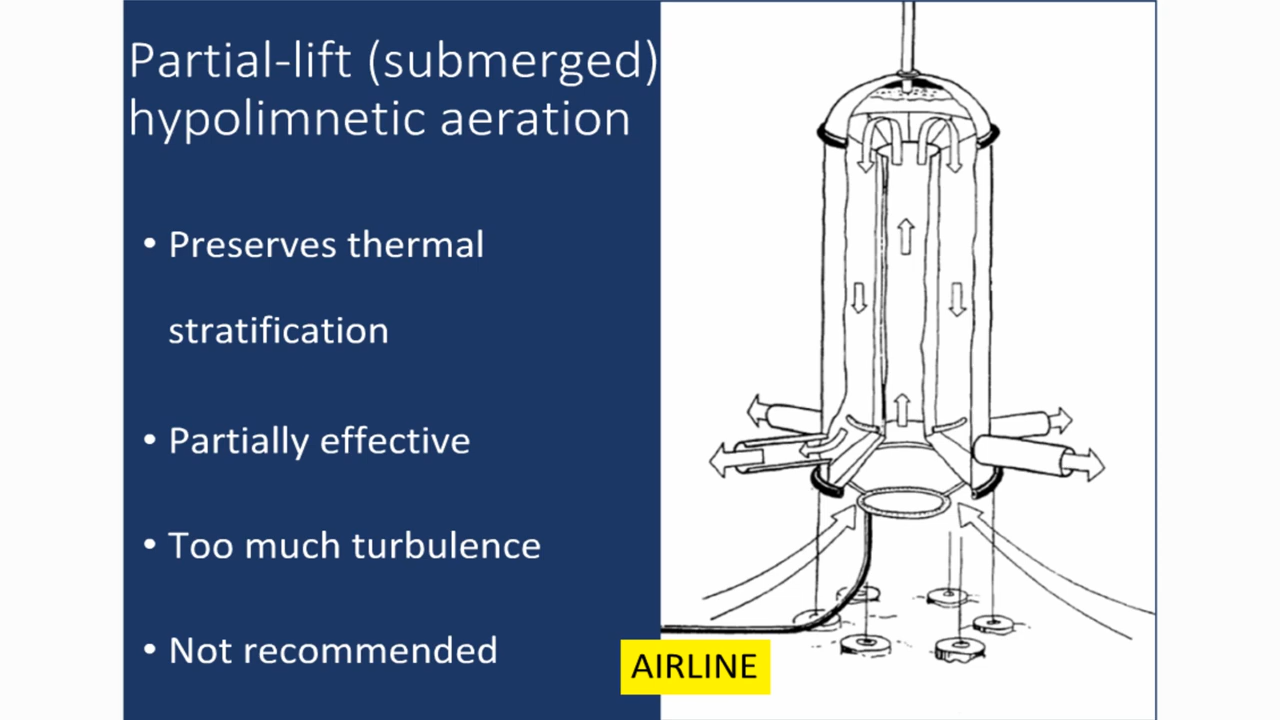 Partial-lift (submerged)
hypolimnetic aeration
• Preserves thermal
stratification
• Partially effective
• Too much turbulence
• Not recommended
AIRLINE